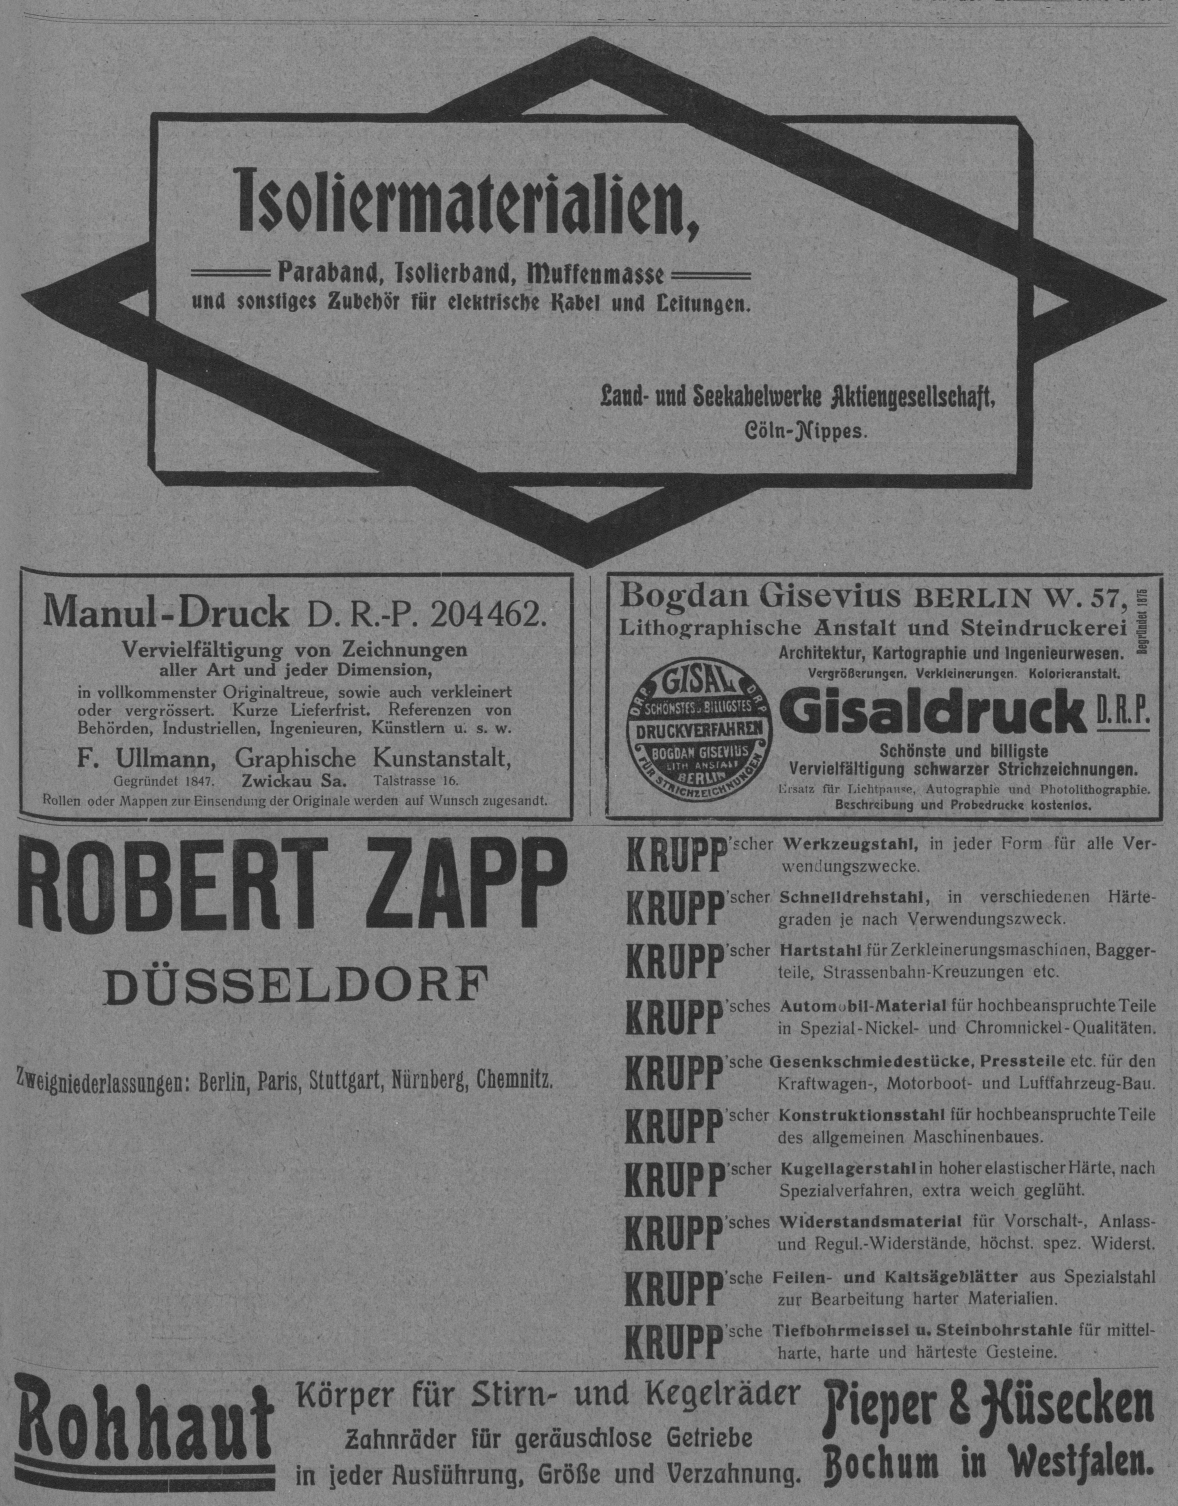 Isoliermaterialien,
Paraband, Isolierband, Muffenmasse
und sonstiges Zubehör für elektrische Kabel und Leitungen.
Land- und Seekabelwerke Aktiengesellschaft,
Cöln-Nippes.
Manul-Druck D. R.-P. 204462.
Vervielfältigung von Zeichnungen
aller Art und jeder Dimension,
in vollkommenster Originaltreue, sowie auch verkleinert
oder vergrössert. Kurze Lieferfrist. Referenzen von
Behörden, Industriellen, Ingenieuren, Künstlern u. s. w.
F. Ullmann, Graphische Kunstanstalt,
Gegründet 1847. Zwickau Sa. Talstrasse 16.
Rollen oder Mappen zur Einsendung der Originale werden auf Wunsch zugesandt.
Bogdan Gisevius BERLIN W. 57,
Begründet 1875
Lithographische Anstalt und Steindruckerei
Architektur, Kartographie und Ingenieurwesen.
Vergrößerungen, Verkleinerungen. Kolorieranstalt.
D.R.P. GISAL D.R.P.
SCHÖNSTES u. BILLIGSTES
DRUCKVERFAHREN
BOGDAN GISEVIUS
LITH ANSTALT
BERLIN
FÜR STRICHZEICHNUNGEN
Gisaldruck D.R.P.
Schönste und billigste
Vervielfältigung schwarzer Strichzeichnungen.
Ersatz für Lichtpause, Autographie und Photolithographie.
Beschreibung und Probedrucke kostenlos.
ROBERT ZAPP
DÜSSELDORF
Zweigniederlassungen: Berlin, Paris, Stuttgart, Nürnberg, Chemnitz.
KRUPP'scher Werkzeugstahl, in jeder Form für alle Ver-
wendungszwecke.
KRUPP'scher Schnelldrehstahl, in verschiedenen Härte-
graden je nach Verwendungszweck.
KRUPP'scher Hartstahl für Zerkleinerungsmaschinen, Bagger-
teile, Strassenbahn-Kreuzungen etc.
KRUPP'sches Automobil-Material für hochbeanspruchte Teile
in Spezial-Nickel- und Chromnickel-Qualitäten.
KRUPP'sche Gesenkschmiedestücke, Pressteile etc. für den
Kraftwagen-, Motorboot- und Luftfahrzeug-Bau.
KRUPP'scher Konstruktionsstahl für hochbeanspruchte Teile
des allgemeinen Maschinenbaues.
KRUPP'scher Kugellagerstahl in hoher elastischer Härte, nach
Spezialverfahren, extra weich geglüht.
KRUPP'sches Widerstandsmaterial für Vorschalt-, Anlass-
und Regul.-Widerstände, höchst. spez. Widerst.
KRUPP'sche Feilen- und Kaltsägeblätter aus Spezialstahl
zur Bearbeitung harter Materialien.
KRUPP'sche Tiefbohrmeissel u. Steinbohrstahle für mittel-
harte, harte und härteste Gesteine.
Rohhaut
Körper für Stirn- und Kegelräder
Zahnräder für geräuschlose Getriebe
in jeder Ausführung, Größe und Verzahnung.
Pieper & Hüsecken
Bochum in Westfalen.